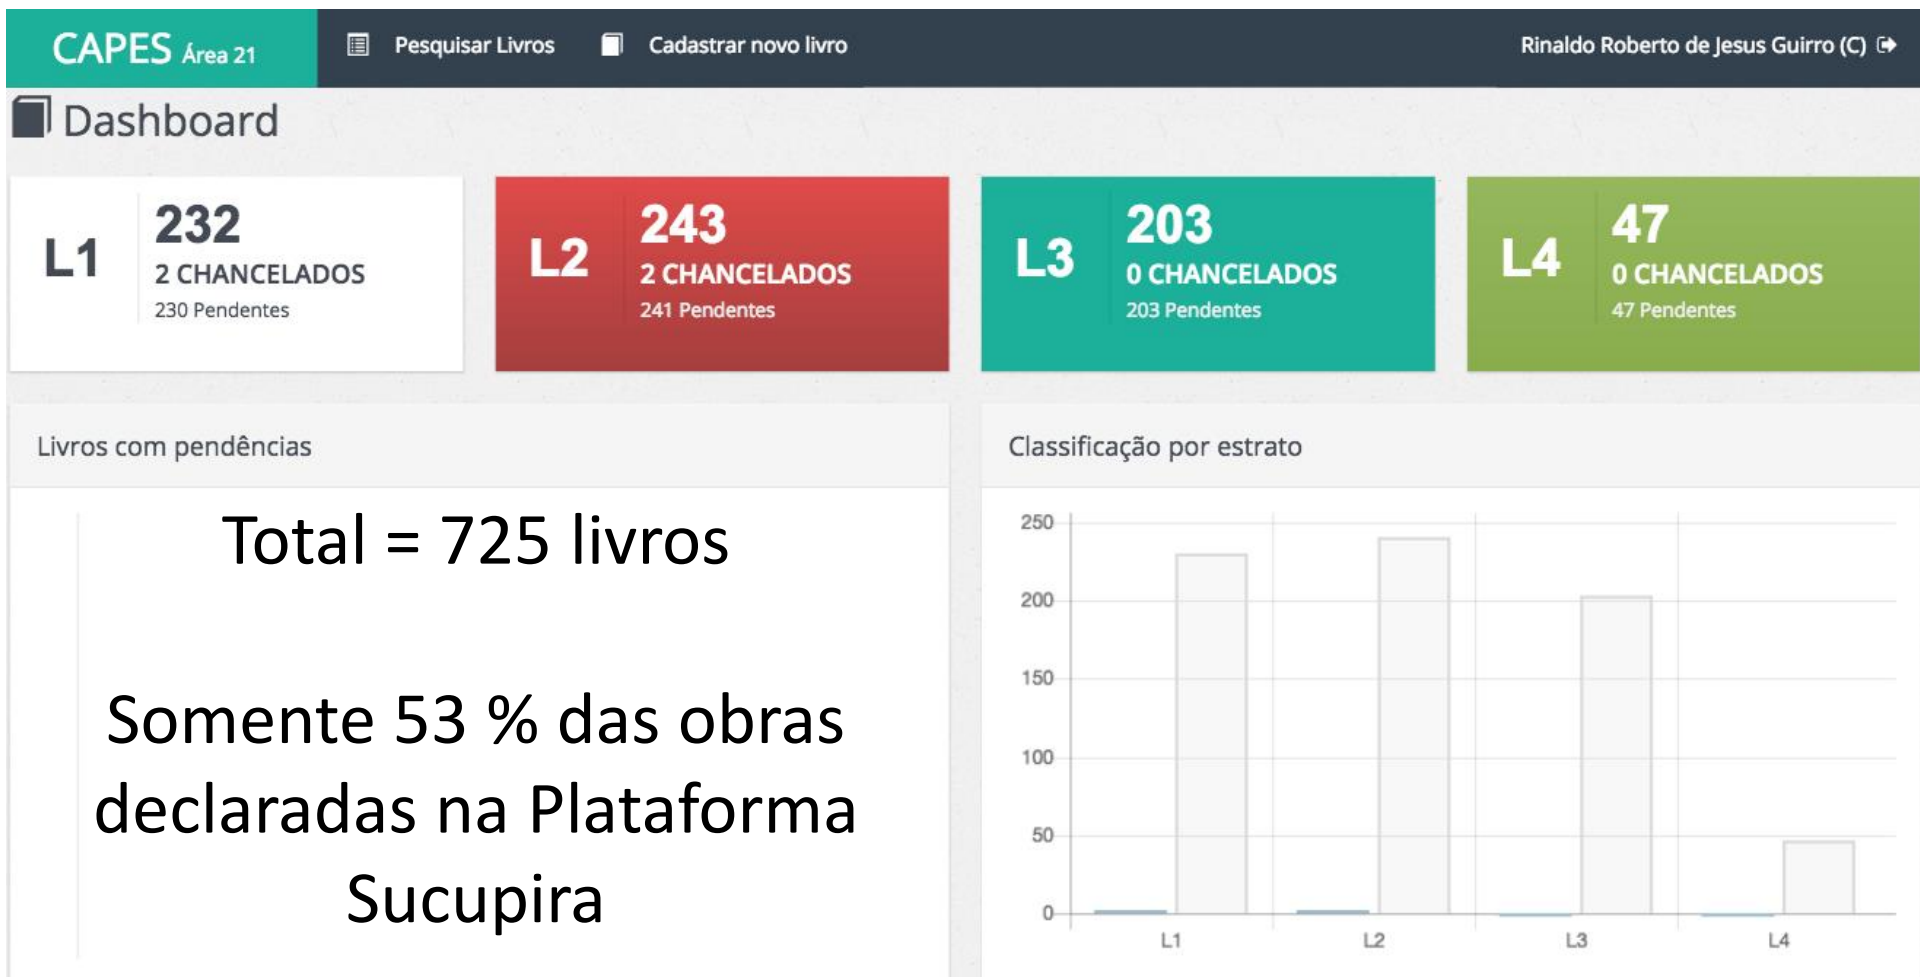 CAPES Área 21
Pesquisar Livros
Cadastrar novo livro
Rinaldo Roberto de Jesus Guirro (C)
Dashboard
L1
232
2 CHANCELADOS
230 Pendentes
L2
243
2 CHANCELADOS
241 Pendentes
L3
203
0 CHANCELADOS
203 Pendentes
L4
47
0 CHANCELADOS
47 Pendentes
Livros com pendências
Total = 725 livros
Somente 53 % das obras
declaradas na Plataforma
Sucupira
Classificação por estrato
250
200
150
100
50
0
L1 L2 L3 L4